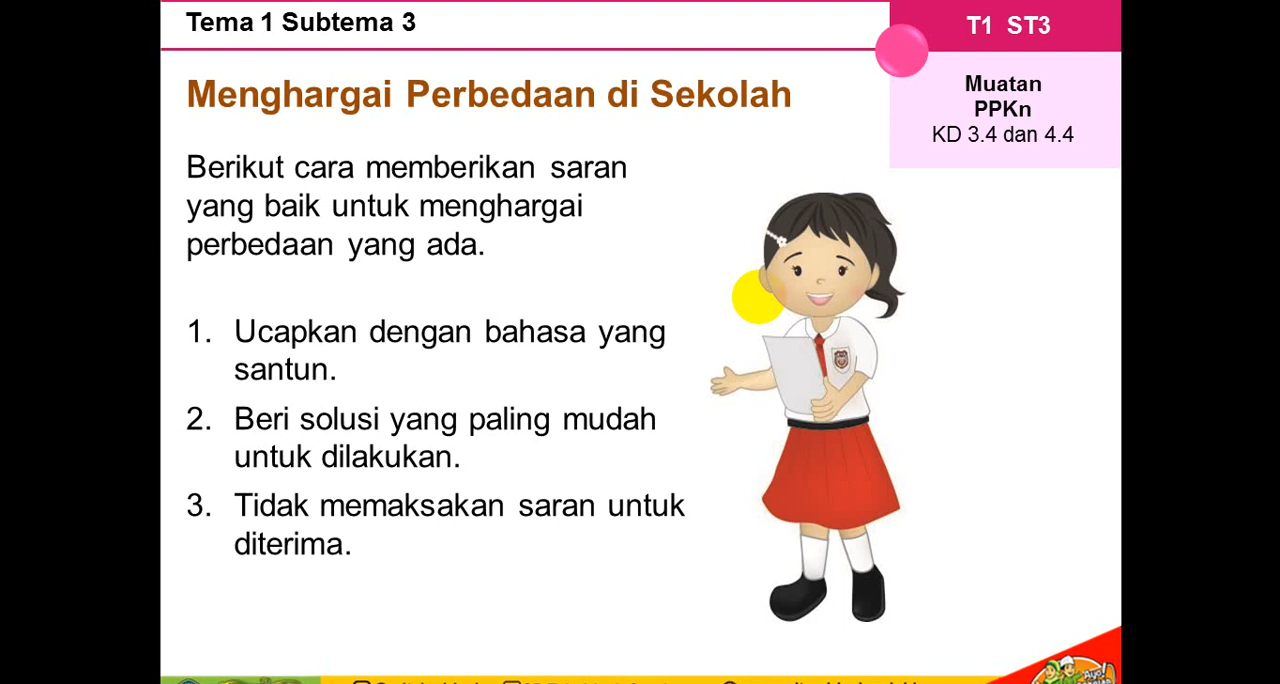 Tema 1 Subtema 3
T1 ST3
Menghargai Perbedaan di Sekolah
Muatan
PPKn
KD 3.4 dan 4.4
Berikut cara memberikan saran
yang baik untuk menghargai
perbedaan yang ada.
1. Ucapkan dengan bahasa yang
santun.
2. Beri solusi yang paling mudah
untuk dilakukan.
3. Tidak memaksakan saran untuk
diterima.
Ayo!